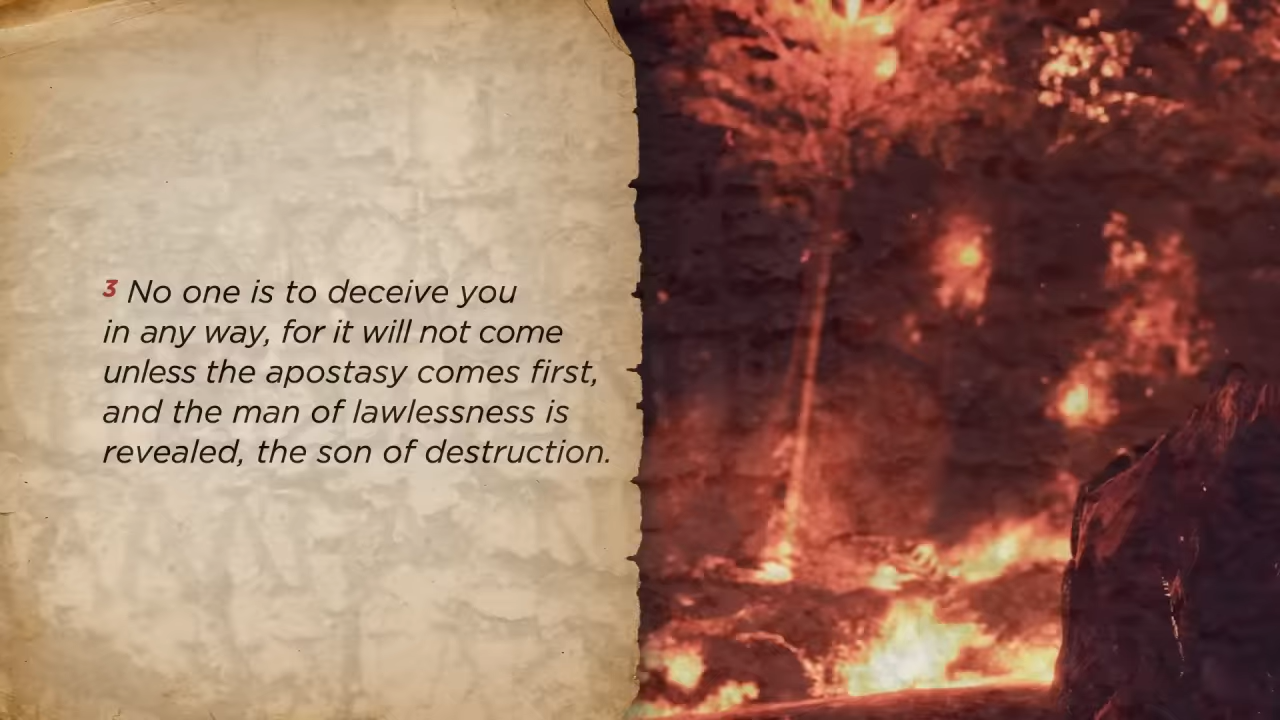 3 No one is to deceive you
in any way, for it will not come
unless the apostasy comes first,
and the man of lawlessness is
revealed, the son of destruction.